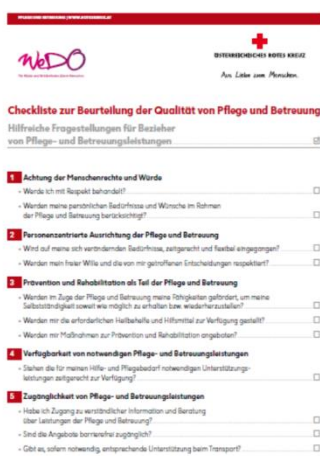 WeDO
ÖSTERREICHISCHES ROTES KREUZ
Aus Liebe zum Menschen.
Checkliste zur Beurteilung der Qualität von Pflege und Betreuung
Hilfreiche Fragestellungen für Bezieher
von Pflege- und Betreuungsleistungen
1 Achtung der Menschenrechte und Würde
- Werde ich mit Respekt behandelt?
- Werden meine persönlichen Bedürfnisse und Wünsche im Rahmen
der Pflege und Betreuung berücksichtigt?
2 Personenzentrierte Ausrichtung der Pflege und Betreuung
- Wird auf meine sich verändernden Bedürfnisse, zeitgerecht und flexibel eingegangen?
- Werden mein freier Wille und die von mir getroffenen Entscheidungen respektiert?
3 Prävention und Rehabilitation als Teil der Pflege und Betreuung
- Werden im Zuge der Pflege und Betreuung meine Fähigkeiten gefördert, um meine
Selbstständigkeit soweit wie möglich zu erhalten bzw. wiederherzustellen?
- Werden mir die erforderlichen Heilbehelfe und Hilfsmittel zur Verfügung gestellt?
- Werden mir Maßnahmen zur Prävention und Rehabilitation angeboten?
4 Verfügbarkeit von notwendigen Pflege- und Betreuungsleistungen
- Stehen die für meinen Hilfe- und Pflegebedarf notwendigen Unterstützungs-
leistungen zeitgerecht zur Verfügung?
5 Zugänglichkeit von Pflege- und Betreuungsleistungen
- Habe ich Zugang zu verständlicher Information und Beratung
über Leistungen der Pflege und Betreuung?
- Sind die Angebote barrierefrei zugänglich?
- Gibt es, sofern notwendig, entsprechende Unterstützung beim Transport?